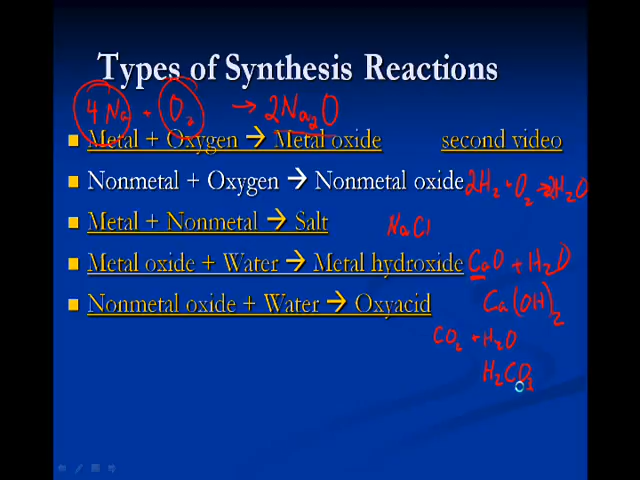 Types of Synthesis Reactions
4Na + O₂ → 2Na₂O
Metal + Oxygen → Metal oxide second video
Nonmetal + Oxygen → Nonmetal oxide 2H₂ + O₂ → 2H₂O
Metal + Nonmetal → Salt NaCl
Metal oxide + Water → Metal hydroxide CaO + H₂O
Nonmetal oxide + Water → Oxyacid Ca(OH)₂
CO₂ + H₂O
H₂CO₃